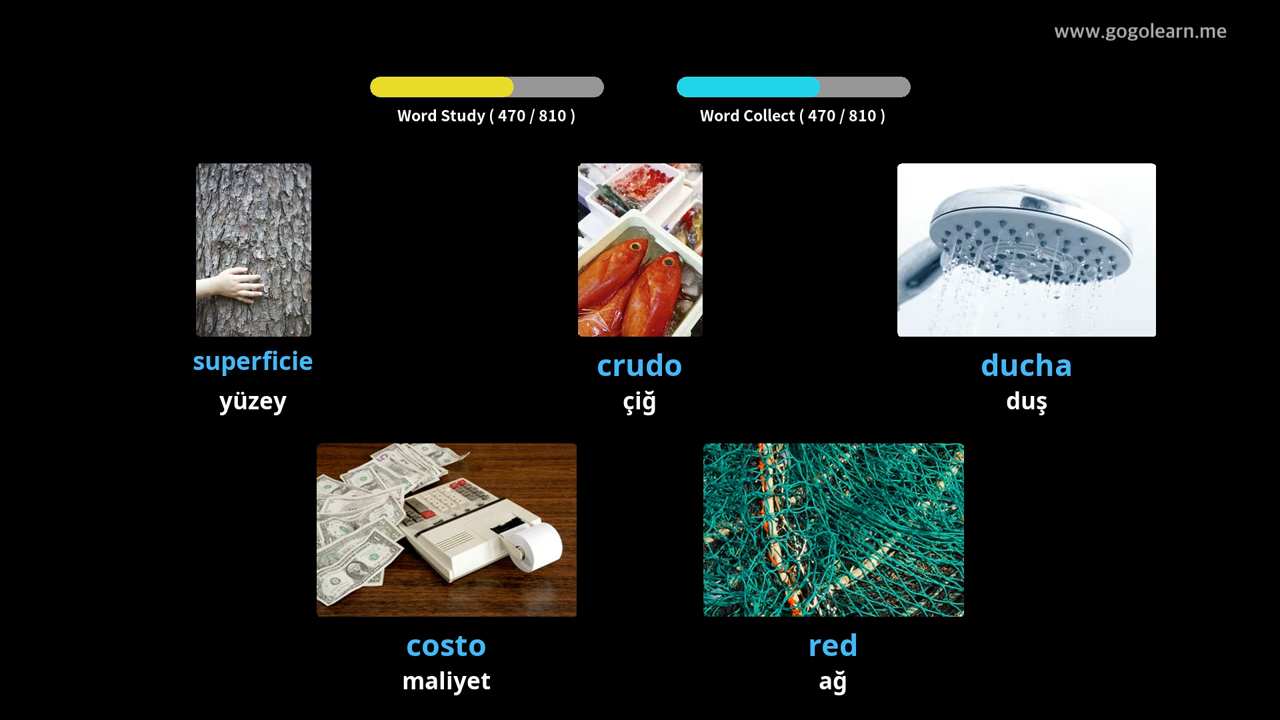 www.gogolearn.me
Word Study ( 470 / 810 )
Word Collect ( 470 / 810 )
superficie
yüzey
crudo
çiğ
ducha
duş
costo
maliyet
red
ağ